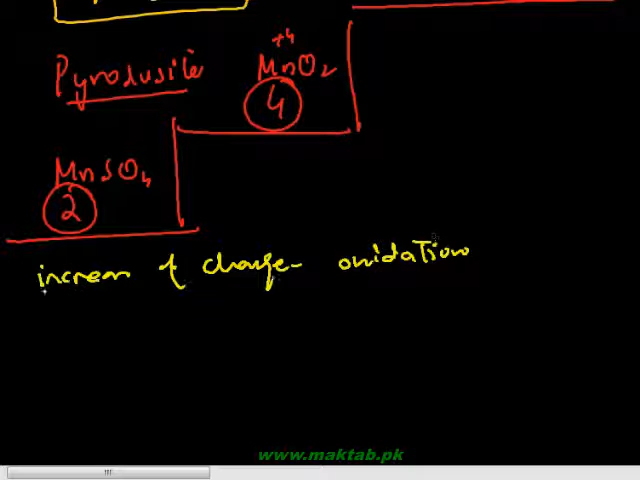 +4
Pyrolusite MnO2
4
MnSO4
2
increase of charge - oxidation
www.maktab.pk